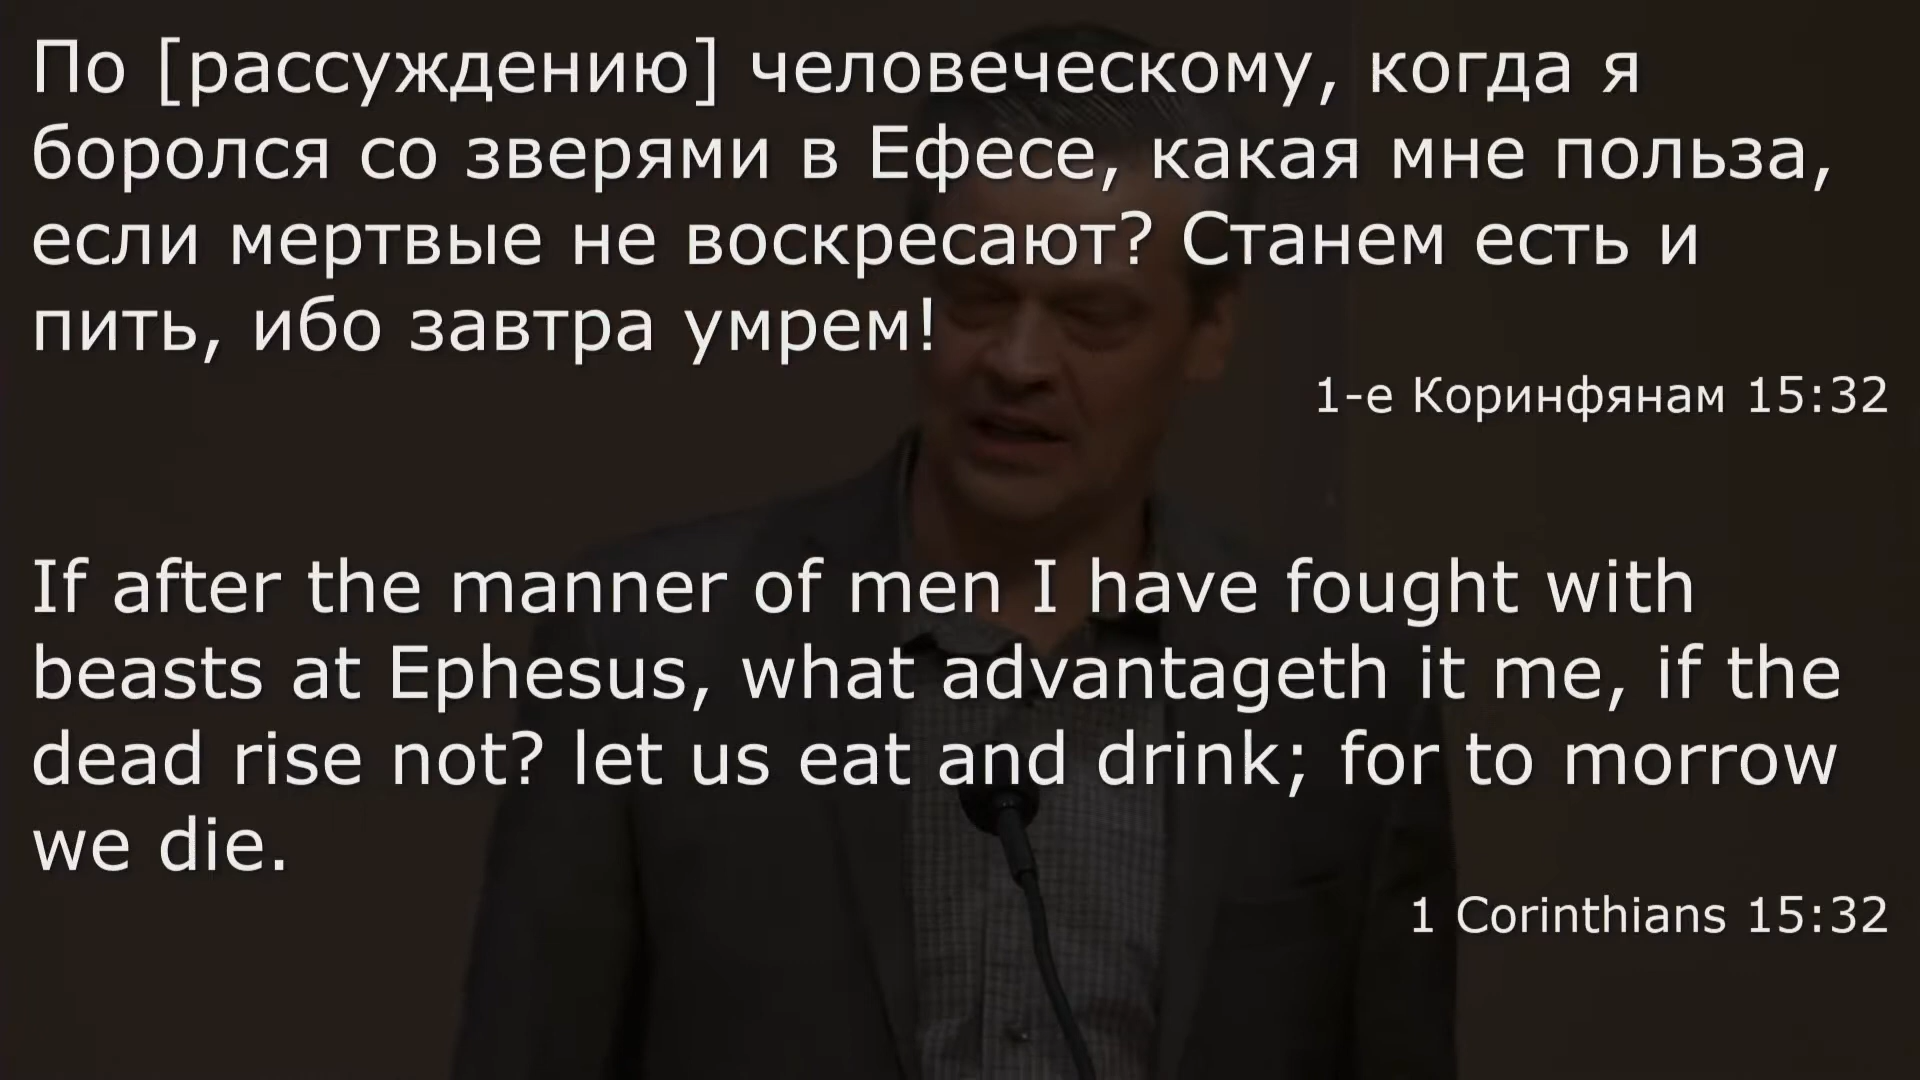 По [рассуждению] человеческому, когда я
боролся со зверями в Ефесе, какая мне польза,
если мертвые не воскресают? Станем есть и
пить, ибо завтра умрем!
1-е Коринфянам 15:32
If after the manner of men I have fought with
beasts at Ephesus, what advantageth it me, if the
dead rise not? let us eat and drink; for to morrow
we die.
1 Corinthians 15:32